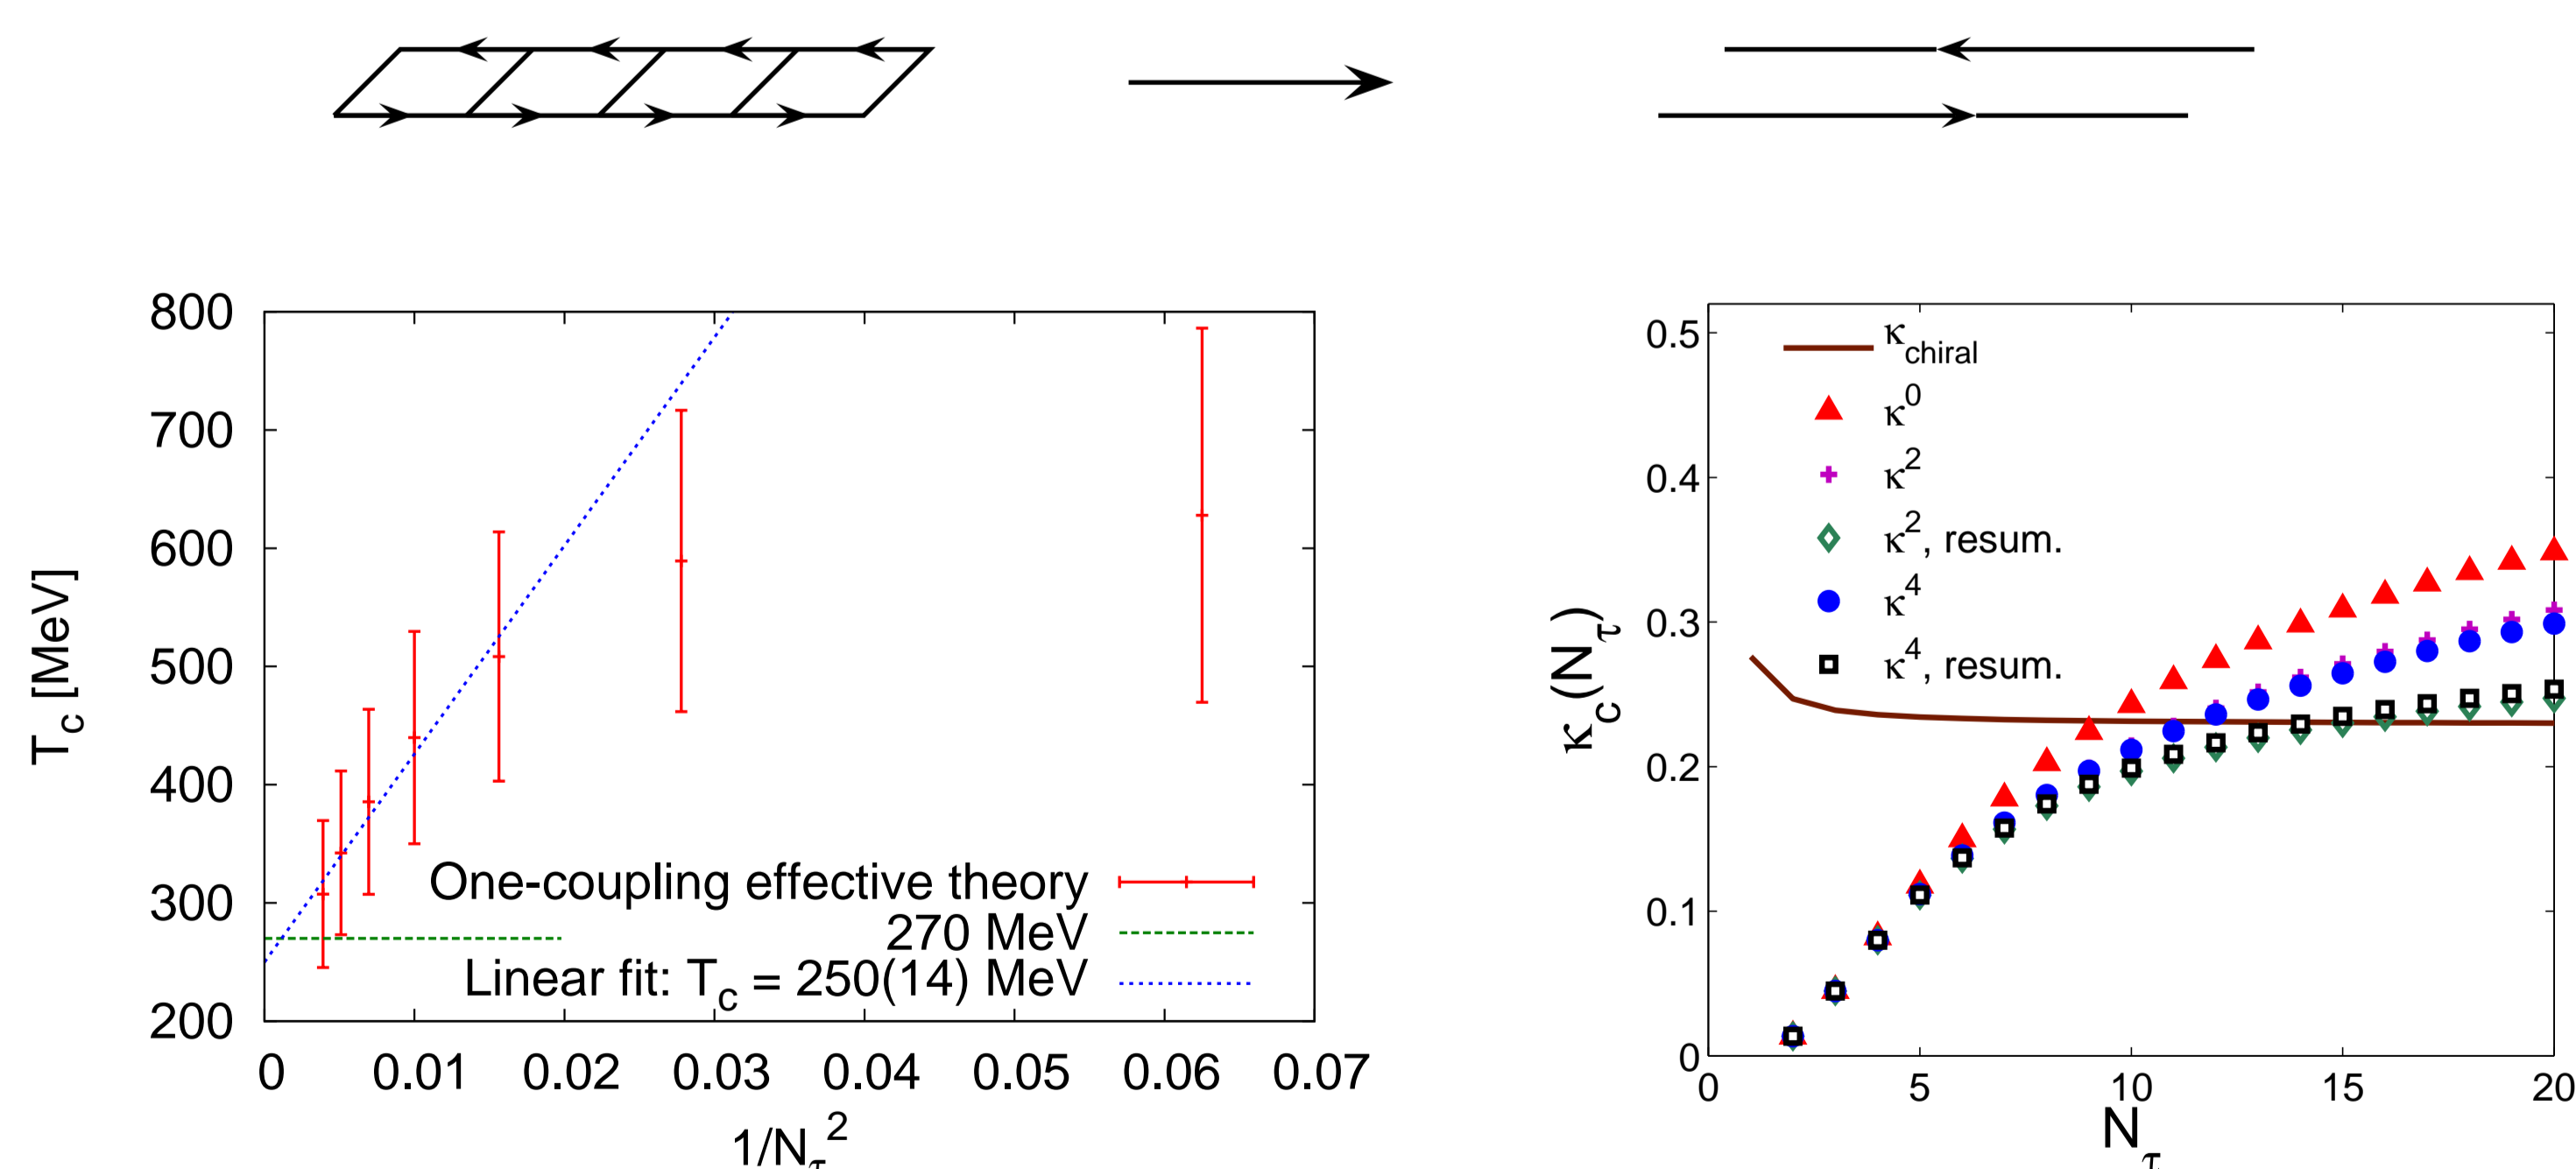 800
700
600
500
400
300
200
T_c [MeV]
One-coupling effective theory
270 MeV
Linear fit: T_c = 250(14) MeV
0 0.01 0.02 0.03 0.04 0.05 0.06 0.07
1/N_τ^2
0.5
0.4
0.3
0.2
0.1
0
κ_c(N_τ)
κ_chiral
κ^0
κ^2
κ^2, resum.
κ^4
κ^4, resum.
0 5 10 15 20
N_τ